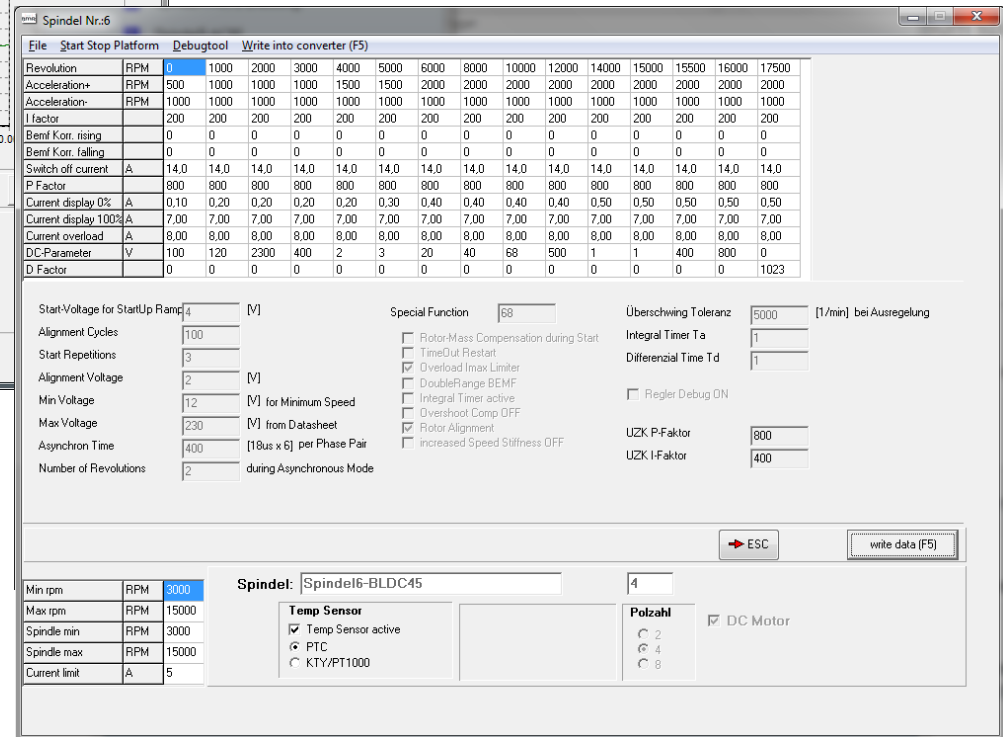 Spindel Nr.:6
File Start Stop Platform Debugtool Write into converter (F5)
Revolution RPM 0 1000 2000 3000 4000 5000 6000 8000 10000 12000 14000 15000 15500 16000 17500
Acceleration+ RPM 500 1000 1000 1000 1500 1500 2000 2000 2000 2000 2000 2000 2000 2000 2000
Acceleration- RPM 1000 1000 1000 1000 1000 1000 1000 1000 1000 1000 1000 1000 1000 1000 1000
I factor 200 200 200 200 200 200 200 200 200 200 200 200 200 200 200
Bemf Korr. rising 0 0 0 0 0 0 0 0 0 0 0 0 0 0 0
Bemf Korr. falling 0 0 0 0 0 0 0 0 0 0 0 0 0 0 0
Switch off current A 14,0 14,0 14,0 14,0 14,0 14,0 14,0 14,0 14,0 14,0 14,0 14,0 14,0 14,0 14,0
P Factor 800 800 800 800 800 800 800 800 800 800 800 800 800 800 800
Current display 0% A 0,10 0,20 0,20 0,20 0,30 0,40 0,40 0,40 0,40 0,50 0,50 0,50 0,50 0,50 0,50
Current display 100% A 7,00 7,00 7,00 7,00 7,00 7,00 7,00 7,00 7,00 7,00 7,00 7,00 7,00 7,00 7,00
Current overload A 8,00 8,00 8,00 8,00 8,00 8,00 8,00 8,00 8,00 8,00 8,00 8,00 8,00 8,00 8,00
DC-Parameter V 100 120 2300 400 2 3 20 40 68 500 1 1 400 800 0
D Factor 0 0 0 0 0 0 0 0 0 0 0 0 0 0 1023
Start-Voltage for StartUp Ramp 4 [V]
Alignment Cycles 100
Start Repetitions 3
Alignment Voltage 2 [V]
Min Voltage 12 [V] for Minimum Speed
Max Voltage 230 [V] from Datasheet
Asynchron Time 400 [18us x 6] per Phase Pair
Number of Revolutions 2 during Asynchronous Mode
Special Function 68
Rotor-Mass Compensation during Start
TimeOut Restart
Overload Imax Limiter
DoubleRange BEMF
Integral Timer active
Overshoot Comp OFF
Rotor Alignment
increased Speed Stiffness OFF
Überschwing Toleranz 5000 [1/min] bei Ausregelung
Integral Timer Ta 1
Differenzial Time Td 1
Regler Debug ON
UZK P-Faktor 800
UZK I-Faktor 400
ESC
write data (F5)
Min rpm RPM 3000
Max rpm RPM 15000
Spindle min RPM 3000
Spindle max RPM 15000
Current limit A 5
Spindel: Spindel6-BLDC45 4
Temp Sensor
Temp Sensor active
PTC
KTY/PT1000
Polzahl
2
4
8
DC Motor